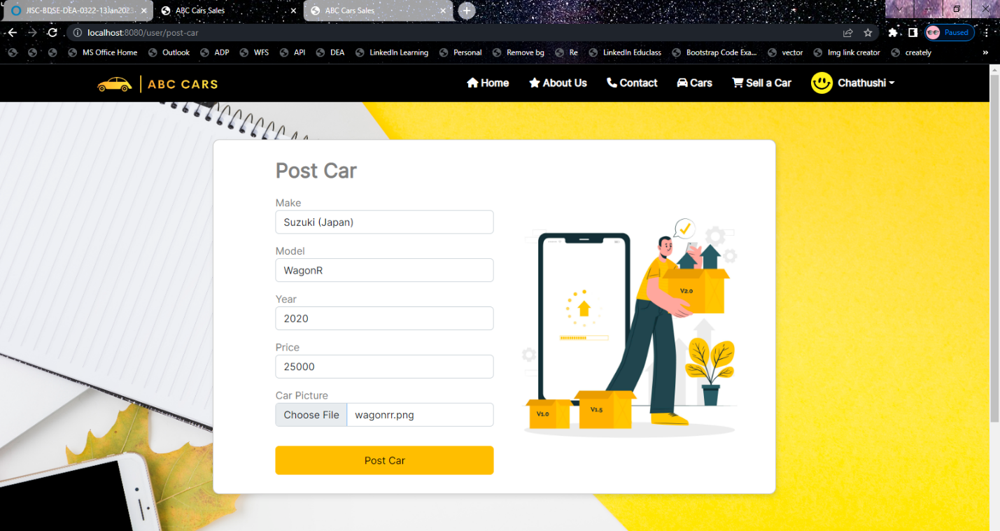 JISC-BDSE-DEA-0322-13Jan2023
ABC Cars Sales
ABC Cars Sales
localhost:8080/user/post-car
Paused
MS Office Home
Outlook
ADP
WFS
API
DEA
LinkedIn Learning
Personal
Remove bg
Re
LinkedIn Educlass
Bootstrap Code Exa...
vector
Img link creator
creately
»
ABC CARS
Home
About Us
Contact
Cars
Sell a Car
Chathushi
Post Car
Make
Suzuki (Japan)
Model
WagonR
Year
2020
Price
25000
Car Picture
Choose File wagonrr.png
Post Car
V2.0
V1.0
V1.5